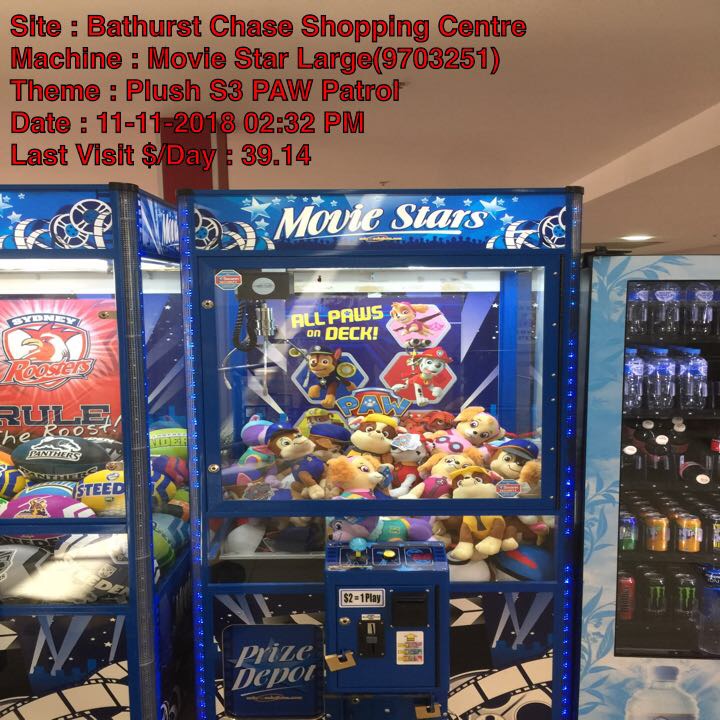 Site : Bathurst Chase Shopping Centre
Machine : Movie Star Large(9703251)
Theme : Plush S3 PAW Patrol
Date : 11-11-2018 02:32 PM
Last Visit $/Day : 39.14
Movie Stars
ALL PAWS
ON DECK!
PAW
SYDNEY
Roosters
RULE
the Roost!
PANTHERS
STEED
$2 = 1 Play
Prize
Depot